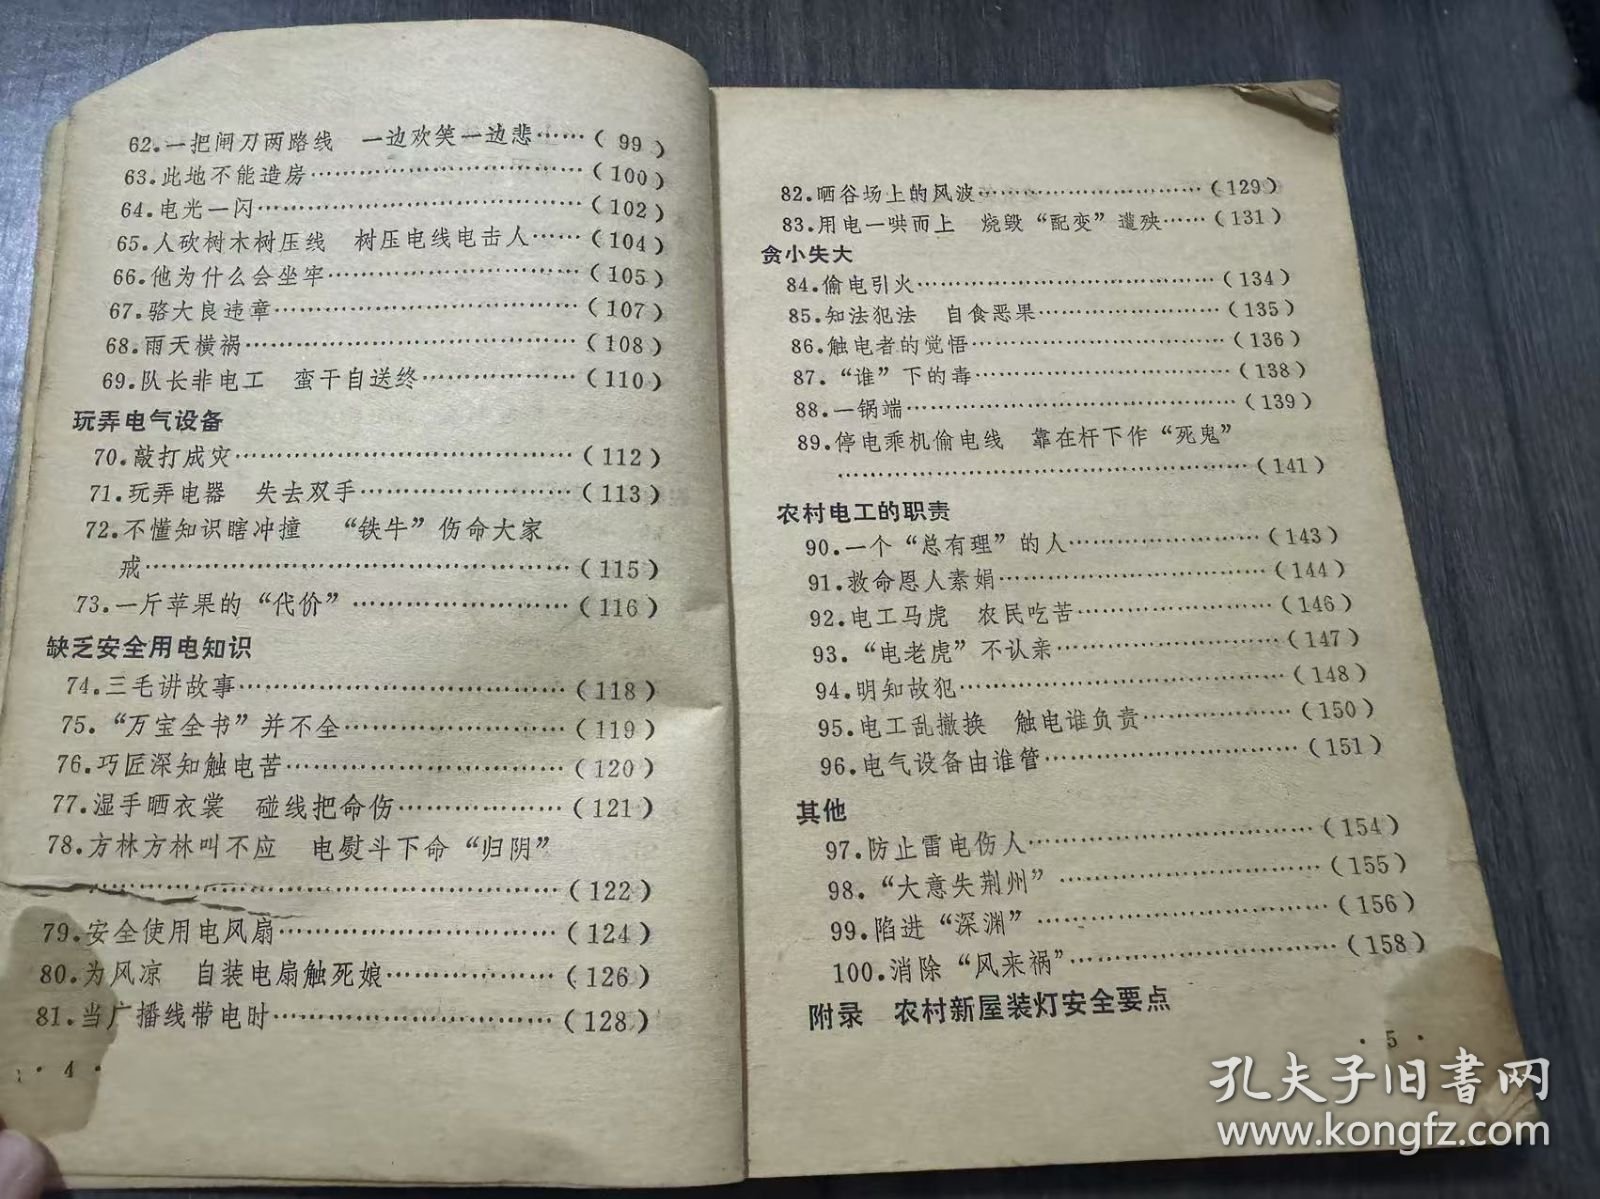 62.一把闸刀两路线　一边欢笑一边悲……(99)
63.此地不能造房………………………………(100)
64.电光一闪……………………………………(102)
65.人砍树木树压线　树压电线电击人……(104)
66.他为什么会坐牢……………………………(105)
67.骆大良违章…………………………………(107)
68.雨天横祸……………………………………(108)
69.队长非电工　蛮干自送终………………(110)
玩弄电气设备
70.敲打成灾……………………………………(112)
71.玩弄电器　失去双手………………………(113)
72.不懂知识瞎冲撞　“铁牛”伤命大家
戒………………………………………………(115)
73.一斤苹果的“代价”………………………(116)
缺乏安全用电知识
74.三毛讲故事…………………………………(118)
75.“万宝全书”并不全………………………(119)
76.巧匠深知触电苦……………………………(120)
77.湿手晒衣裳　碰线把命伤………………(121)
78.方林方林叫不应　电熨斗下命“归阴”
………………………………………………(122)
79.安全使用电风扇……………………………(124)
80.为风凉　自装电扇触死娘………………(126)
81.当广播线带电时……………………………(128)
·4·
82.晒谷场上的风波……………………………(129)
83.用电一哄而上　烧毁“配变”遭殃……(131)
贪小失大
84.偷电引火……………………………………(134)
85.知法犯法　自食恶果………………………(135)
86.触电者的觉悟………………………………(136)
87.“谁”下的毒………………………………(138)
88.一锅端………………………………………(139)
89.停电乘机偷电线　靠在杆下作“死鬼”
………………………………………………(141)
农村电工的职责
90.一个“总有理”的人………………………(143)
91.救命恩人素娟………………………………(144)
92.电工马虎　农民吃苦………………………(146)
93.“电老虎”不认亲…………………………(147)
94.明知故犯……………………………………(148)
95.电工乱撤换　触电谁负责………………(150)
96.电气设备由谁管……………………………(151)
其他
97.防止雷电伤人………………………………(154)
98.“大意失荆州”……………………………(155)
99.陷进“深渊”………………………………(156)
100.消除“风来祸”……………………………(158)
附录　农村新屋装灯安全要点
·5·
孔夫子旧书网
www.kongfz.com